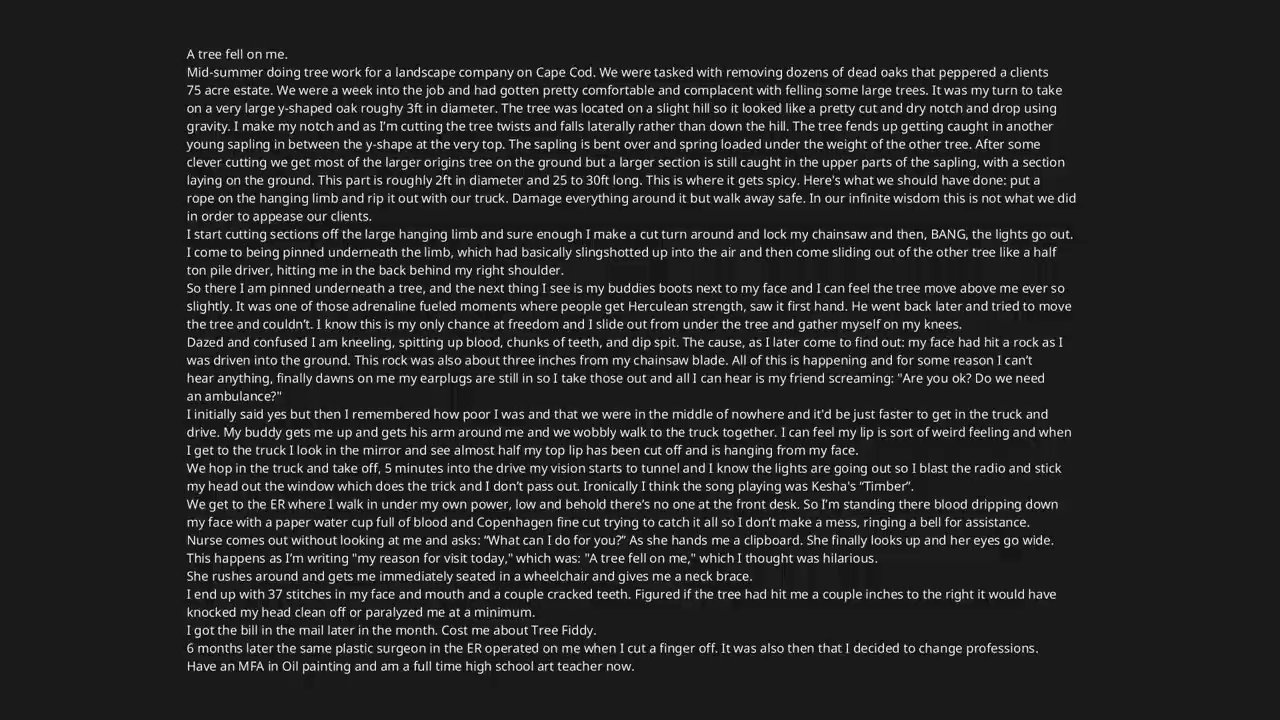 A tree fell on me.
Mid-summer doing tree work for a landscape company on Cape Cod. We were tasked with removing dozens of dead oaks that peppered a clients
75 acre estate. We were a week into the job and had gotten pretty comfortable and complacent with felling some large trees. It was my turn to take
on a very large y-shaped oak roughy 3ft in diameter. The tree was located on a slight hill so it looked like a pretty cut and dry notch and drop using
gravity. I make my notch and as I’m cutting the tree twists and falls laterally rather than down the hill. The tree fends up getting caught in another
young sapling in between the y-shape at the very top. The sapling is bent over and spring loaded under the weight of the other tree. After some
clever cutting we get most of the larger origins tree on the ground but a larger section is still caught in the upper parts of the sapling, with a section
laying on the ground. This part is roughly 2ft in diameter and 25 to 30ft long. This is where it gets spicy. Here's what we should have done: put a
rope on the hanging limb and rip it out with our truck. Damage everything around it but walk away safe. In our infinite wisdom this is not what we did
in order to appease our clients.
I start cutting sections off the large hanging limb and sure enough I make a cut turn around and lock my chainsaw and then, BANG, the lights go out.
I come to being pinned underneath the limb, which had basically slingshotted up into the air and then come sliding out of the other tree like a half
ton pile driver, hitting me in the back behind my right shoulder.
So there I am pinned underneath a tree, and the next thing I see is my buddies boots next to my face and I can feel the tree move above me ever so
slightly. It was one of those adrenaline fueled moments where people get Herculean strength, saw it first hand. He went back later and tried to move
the tree and couldn’t. I know this is my only chance at freedom and I slide out from under the tree and gather myself on my knees.
Dazed and confused I am kneeling, spitting up blood, chunks of teeth, and dip spit. The cause, as I later come to find out: my face had hit a rock as I
was driven into the ground. This rock was also about three inches from my chainsaw blade. All of this is happening and for some reason I can’t
hear anything, finally dawns on me my earplugs are still in so I take those out and all I can hear is my friend screaming: "Are you ok? Do we need
an ambulance?"
I initially said yes but then I remembered how poor I was and that we were in the middle of nowhere and it'd be just faster to get in the truck and
drive. My buddy gets me up and gets his arm around me and we wobbly walk to the truck together. I can feel my lip is sort of weird feeling and when
I get to the truck I look in the mirror and see almost half my top lip has been cut off and is hanging from my face.
We hop in the truck and take off, 5 minutes into the drive my vision starts to tunnel and I know the lights are going out so I blast the radio and stick
my head out the window which does the trick and I don’t pass out. Ironically I think the song playing was Kesha's “Timber”.
We get to the ER where I walk in under my own power, low and behold there’s no one at the front desk. So I’m standing there blood dripping down
my face with a paper water cup full of blood and Copenhagen fine cut trying to catch it all so I don’t make a mess, ringing a bell for assistance.
Nurse comes out without looking at me and asks: “What can I do for you?” As she hands me a clipboard. She finally looks up and her eyes go wide.
This happens as I’m writing "my reason for visit today," which was: "A tree fell on me," which I thought was hilarious.
She rushes around and gets me immediately seated in a wheelchair and gives me a neck brace.
I end up with 37 stitches in my face and mouth and a couple cracked teeth. Figured if the tree had hit me a couple inches to the right it would have
knocked my head clean off or paralyzed me at a minimum.
I got the bill in the mail later in the month. Cost me about Tree Fiddy.
6 months later the same plastic surgeon in the ER operated on me when I cut a finger off. It was also then that I decided to change professions.
Have an MFA in Oil painting and am a full time high school art teacher now.